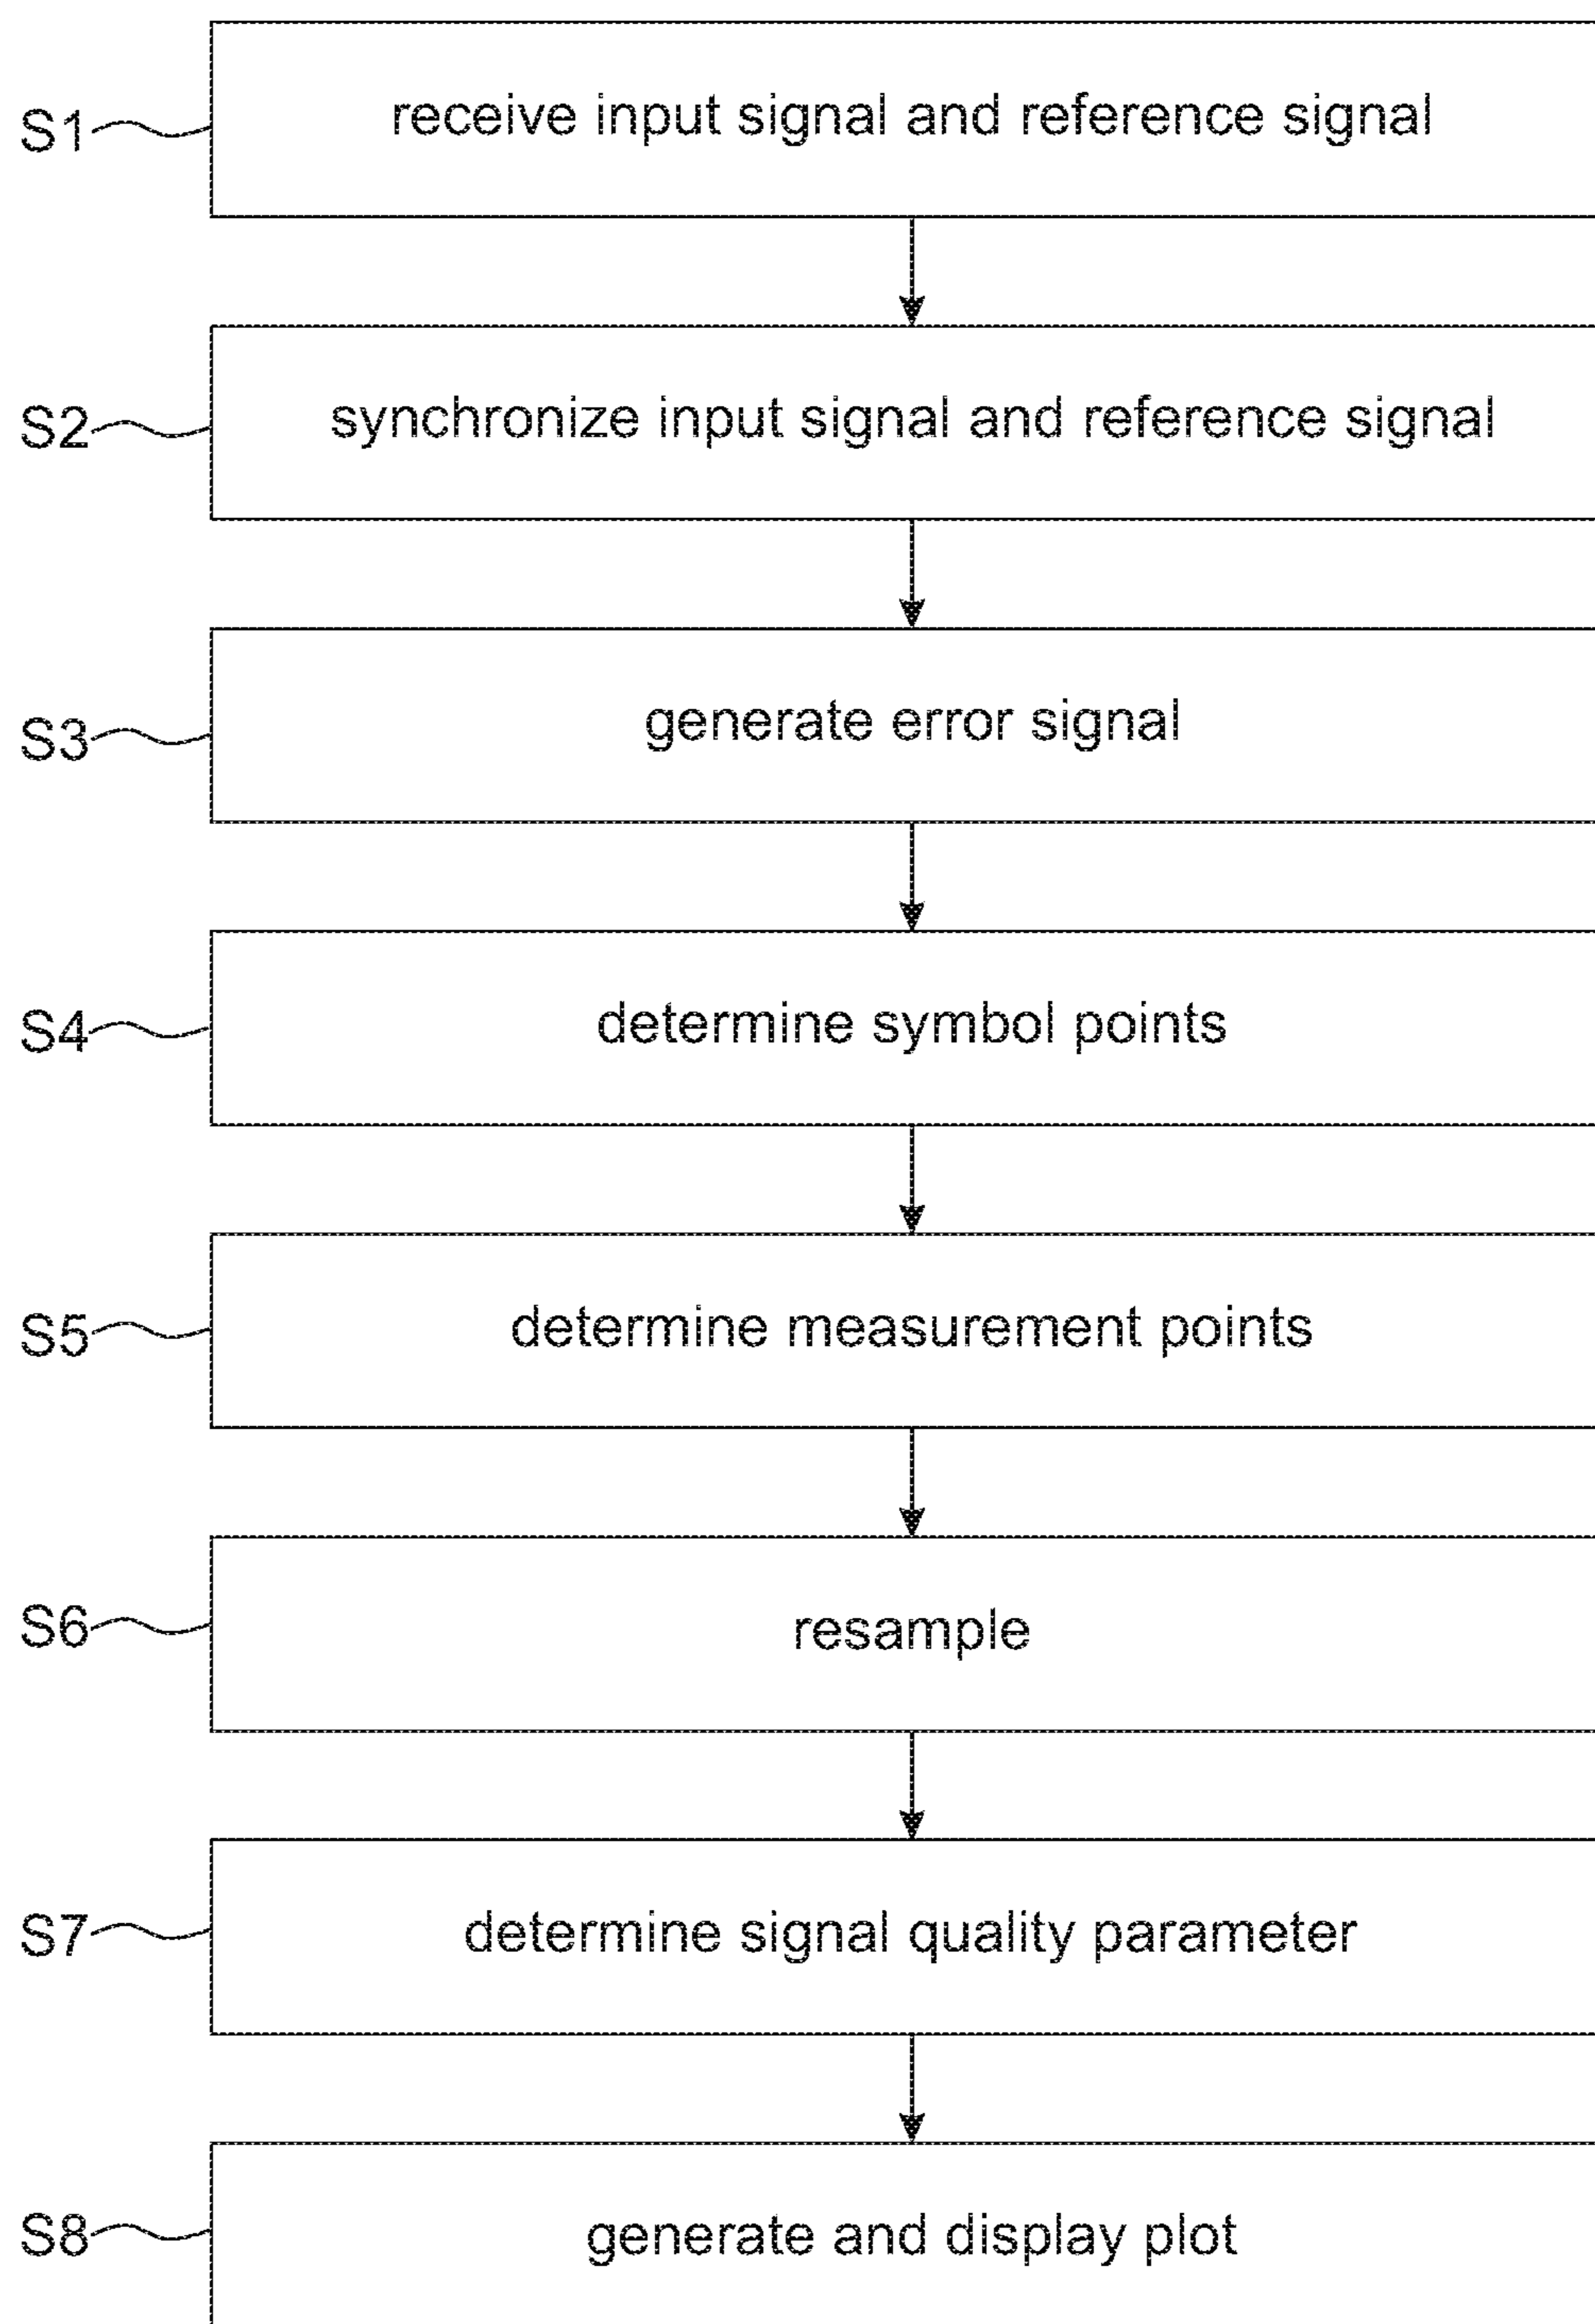 S1 receive input signal and reference signal
S2 synchronize input signal and reference signal
S3 generate error signal
S4 determine symbol points
S5 determine measurement points
S6 resample
S7 determine signal quality parameter
S8 generate and display plot